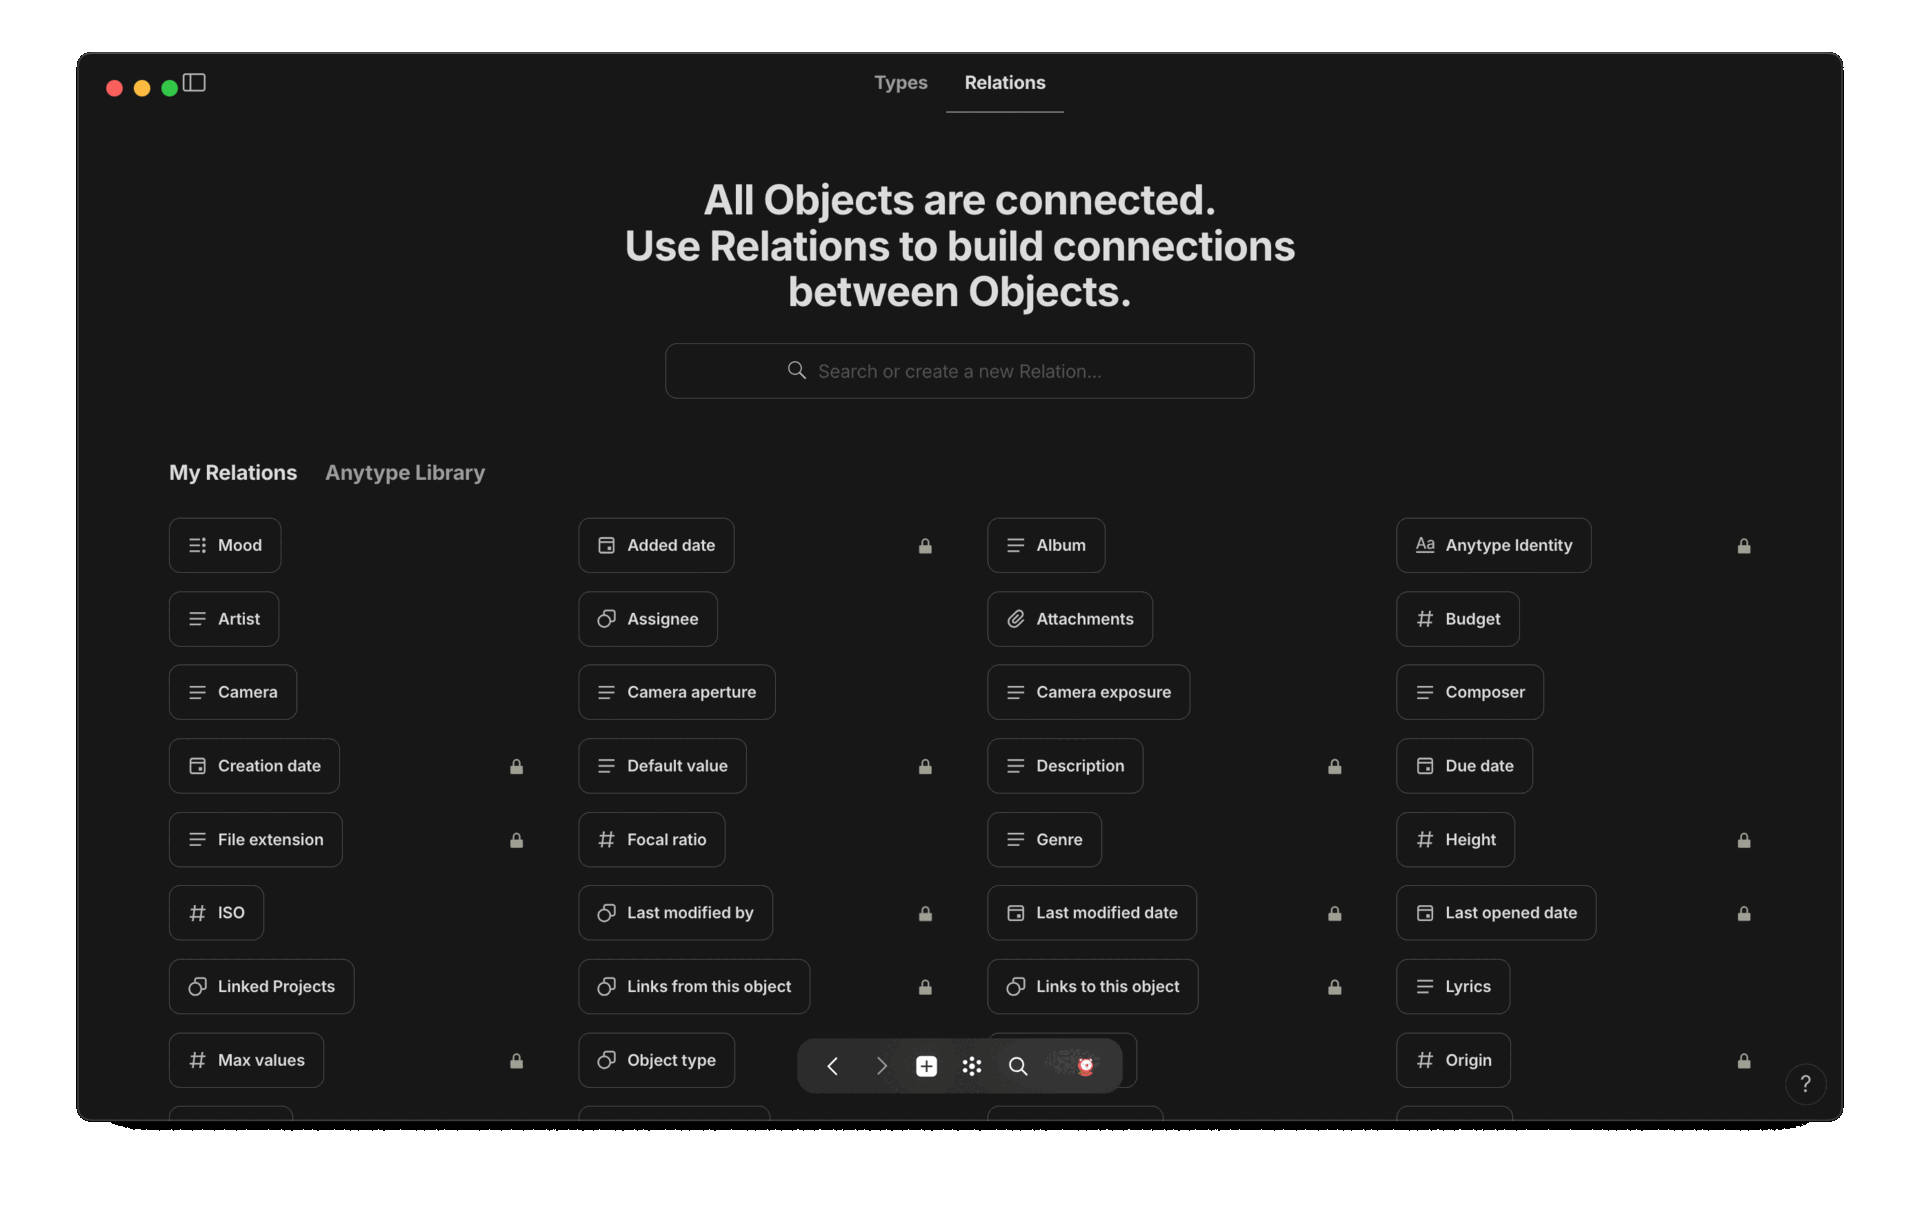 Types Relations
All Objects are connected.
Use Relations to build connections
between Objects.
Search or create a new Relation...
My Relations Anytype Library
Mood Added date Album Aa Anytype Identity
Artist Assignee Attachments # Budget
Camera Camera aperture Camera exposure Composer
Creation date Default value Description Due date
File extension # Focal ratio Genre # Height
# ISO Last modified by Last modified date Last opened date
Linked Projects Links from this object Links to this object Lyrics
# Max values Object type # Origin
?